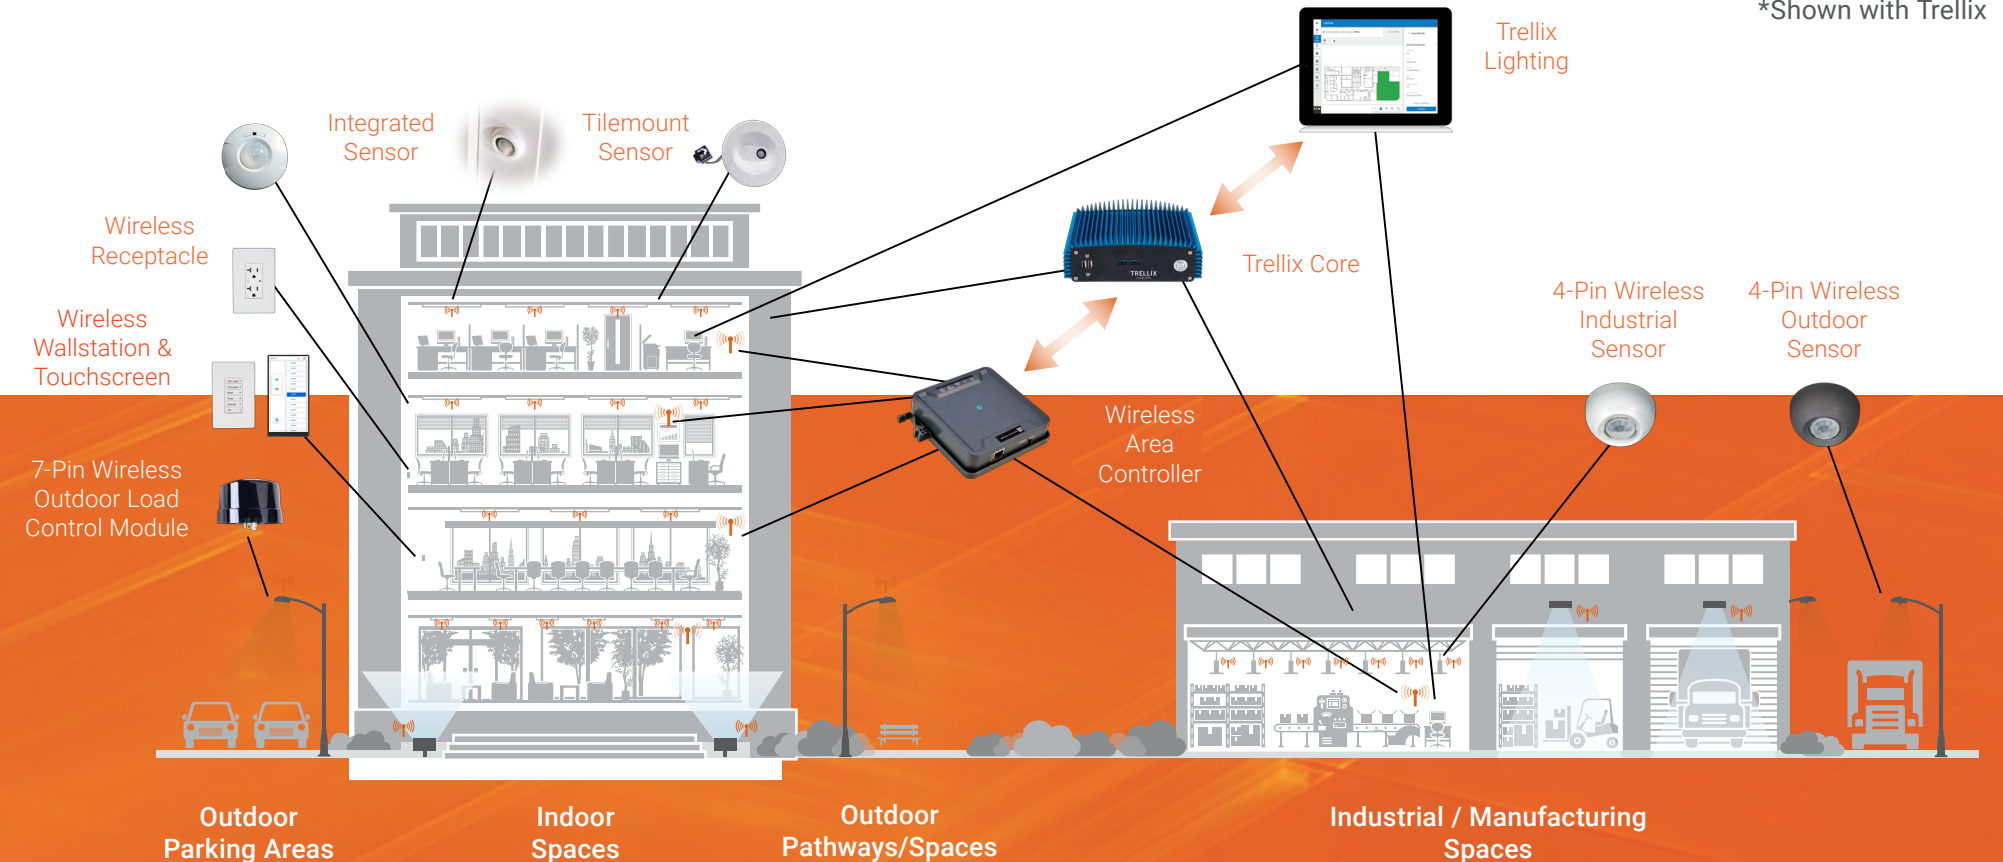 *Shown with Trellix
Trellix
Lighting
Integrated
Sensor
Tilemount
Sensor
Wireless
Receptacle
Trellix Core
TRELLIX
4-Pin Wireless
Industrial
Sensor
4-Pin Wireless
Outdoor
Sensor
Wireless
Wallstation &
Touchscreen
Wireless
Area
Controller
7-Pin Wireless
Outdoor Load
Control Module
Outdoor
Parking Areas
Indoor
Spaces
Outdoor
Pathways/Spaces
Industrial / Manufacturing
Spaces